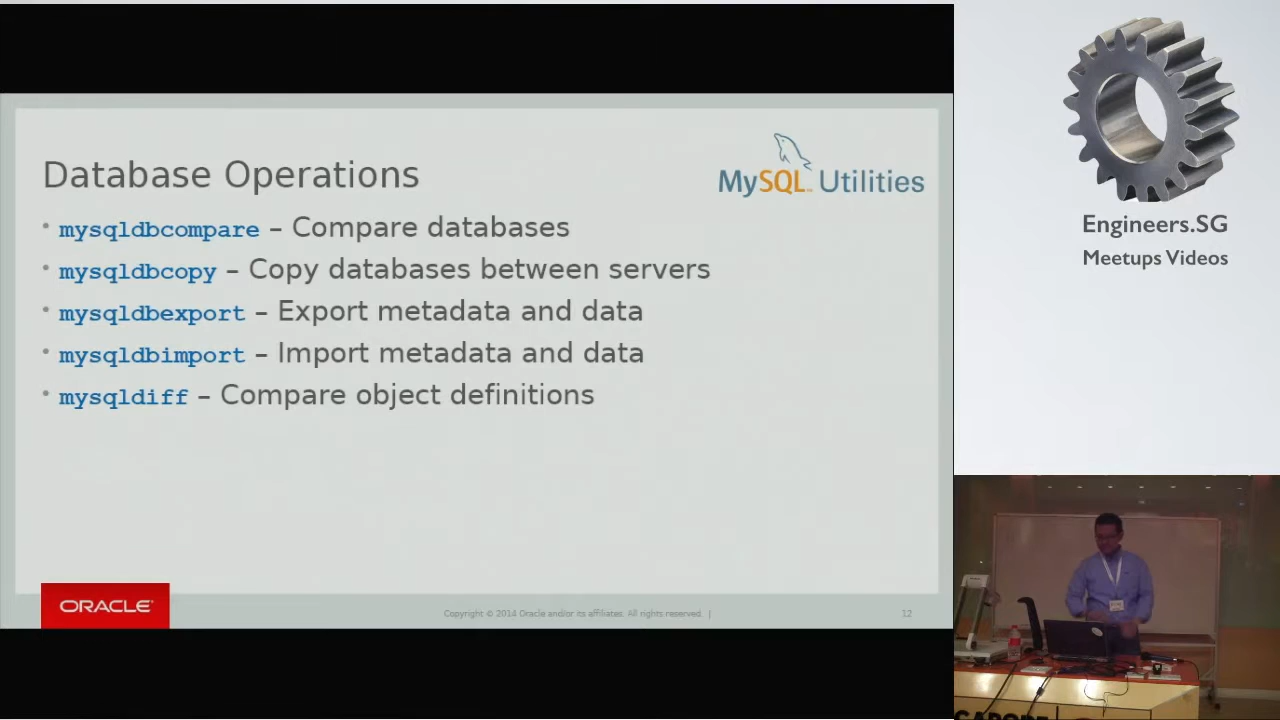 Database Operations
MySQL Utilities
• mysqldbcompare – Compare databases
• mysqldbcopy – Copy databases between servers
• mysqldbexport – Export metadata and data
• mysqldbimport – Import metadata and data
• mysqldiff – Compare object definitions
ORACLE
Copyright © 2014 Oracle and/or its affiliates. All rights reserved. |
12
Engineers.SG
Meetups Videos